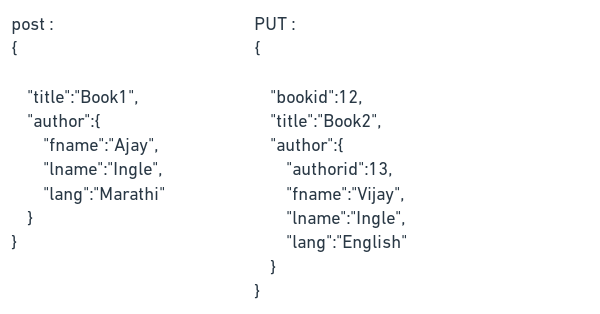 post :
{
"title":"Book1",
"author":{
"fname":"Ajay",
"lname":"Ingle",
"lang":"Marathi"
}
}
PUT :
{
"bookid":12,
"title":"Book2",
"author":{
"authorid":13,
"fname":"Vijay",
"lname":"Ingle",
"lang":"English"
}
}